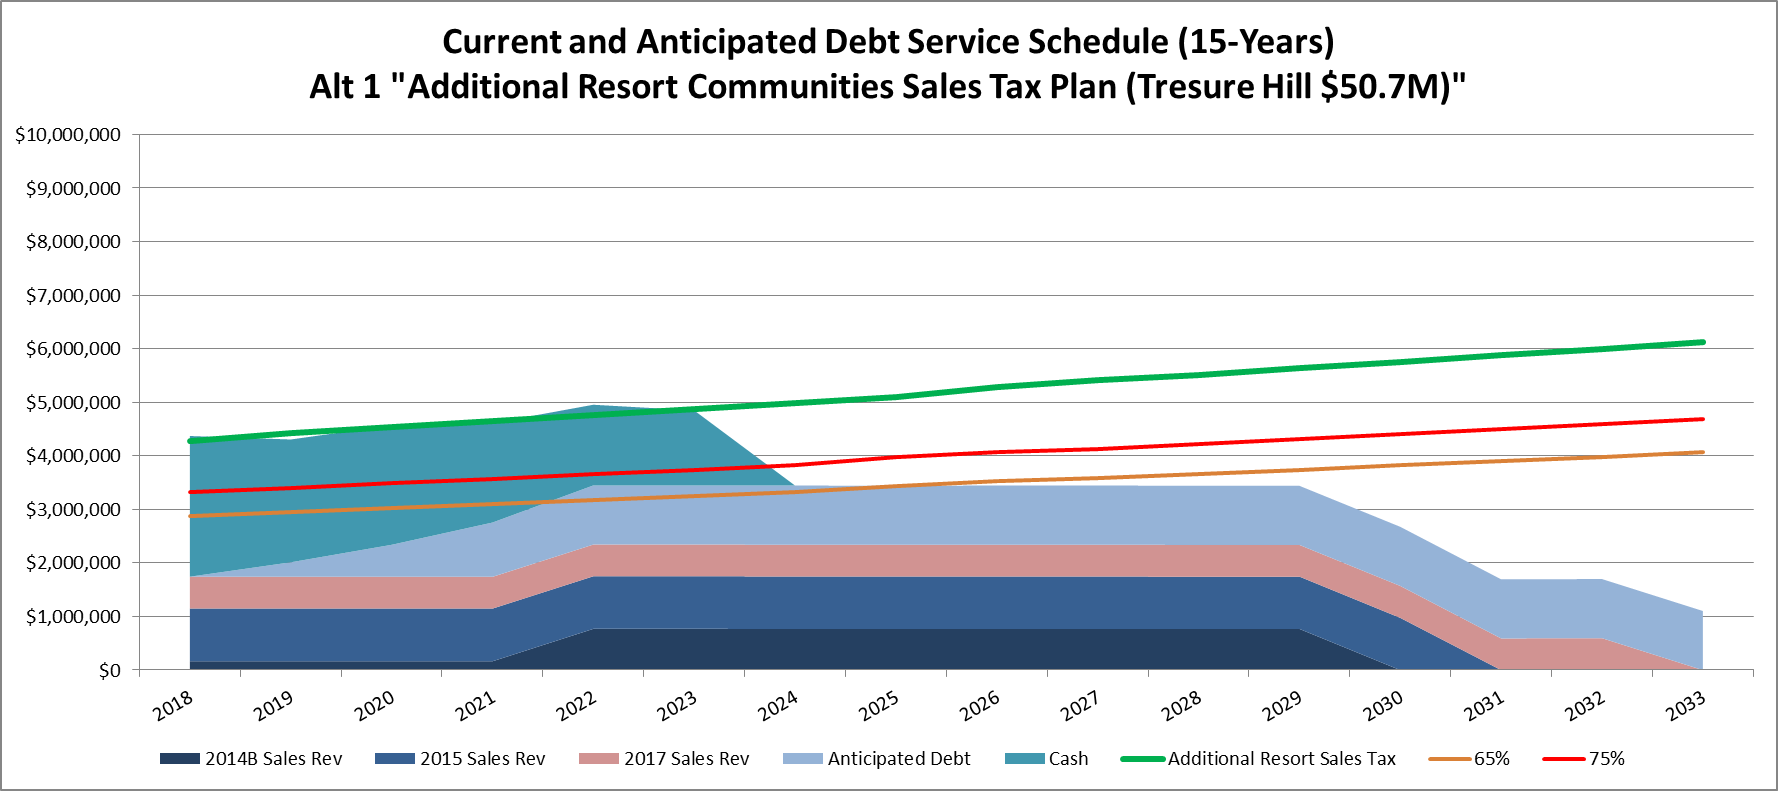 Current and Anticipated Debt Service Schedule (15-Years)
Alt 1 "Additional Resort Communities Sales Tax Plan (Tresure Hill $50.7M)"
$10,000,000
$9,000,000
$8,000,000
$7,000,000
$6,000,000
$5,000,000
$4,000,000
$3,000,000
$2,000,000
$1,000,000
$0
2018 2019 2020 2021 2022 2023 2024 2025 2026 2027 2028 2029 2030 2031 2032 2033
2014B Sales Rev 2015 Sales Rev 2017 Sales Rev Anticipated Debt Cash Additional Resort Sales Tax 65% 75%